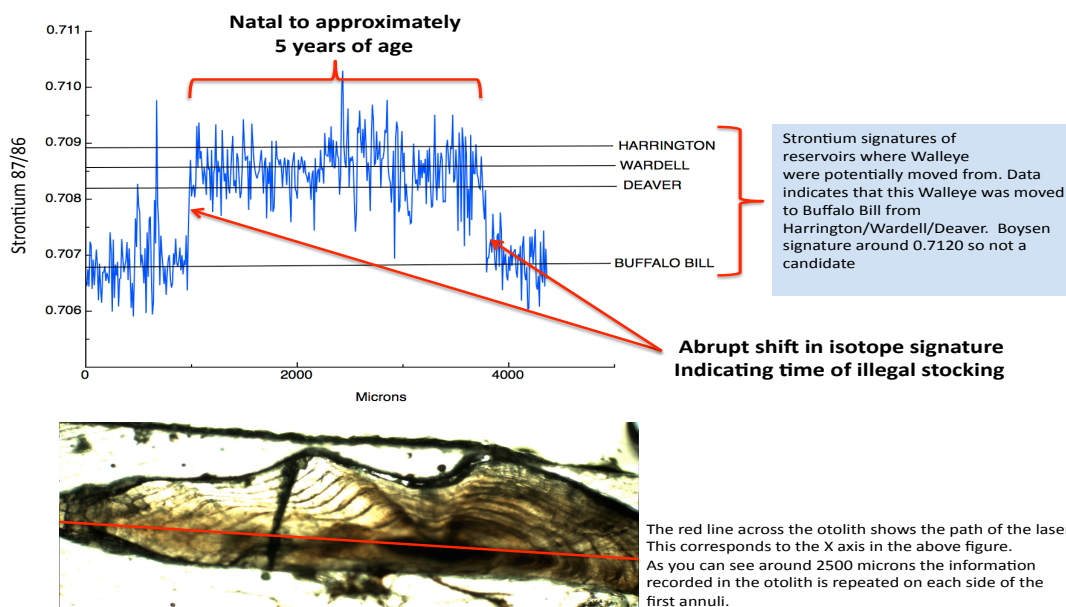 Natal to approximately
5 years of age
0.711
0.710
0.709
0.708
0.707
0.706
Strontium 87/86
HARRINGTON
WARDELL
DEAVER
BUFFALO BILL
0
2000
4000
Microns
Strontium signatures of
reservoirs where Walleye
were potentially moved from. Data
indicates that this Walleye was moved
to Buffalo Bill from
Harrington/Wardell/Deaver. Boysen
signature around 0.7120 so not a
candidate
Abrupt shift in isotope signature
Indicating time of illegal stocking
The red line across the otolith shows the path of the laser
This corresponds to the X axis in the above figure.
As you can see around 2500 microns the information
recorded in the otolith is repeated on each side of the
first annuli.